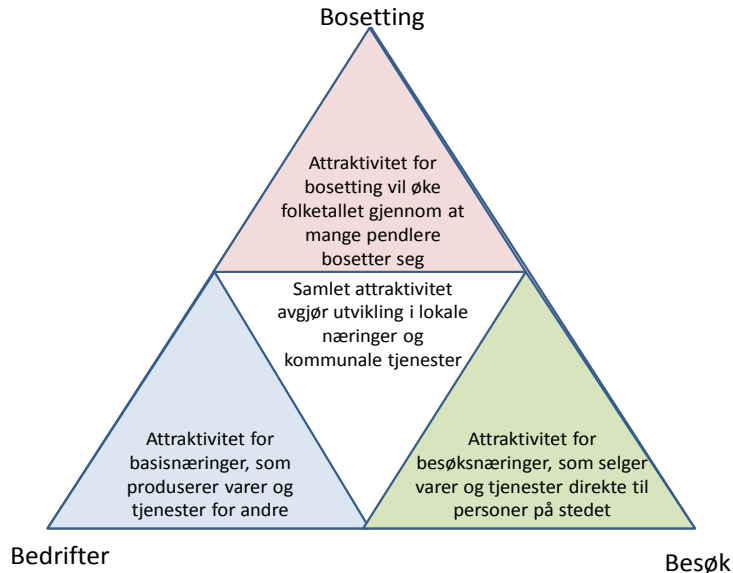 Bosetting
Attraktivitet for
bosetting vil øke
folketallet gjennom at
mange pendlere
bosetter seg
Samlet attraktivitet
avgjør utvikling i lokale
næringer og
kommunale tjenester
Attraktivitet for
basisnæringer, som
produserer varer og
tjenester for andre
Attraktivitet for
besøksnæringer, som selger
varer og tjenester direkte til
personer på stedet
Bedrifter
Besøk